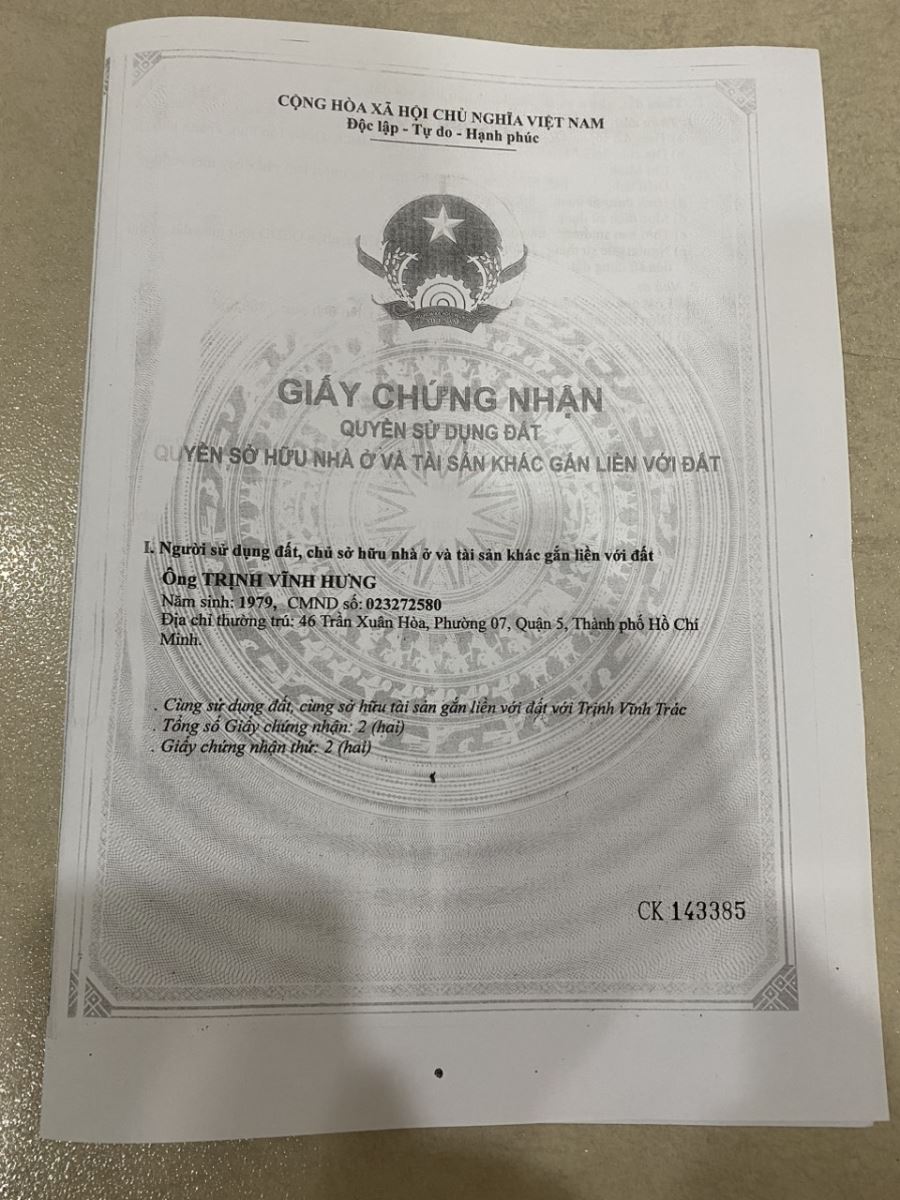 CỘNG HÒA XÃ HỘI CHỦ NGHĨA VIỆT NAM
Độc lập - Tự do - Hạnh phúc
GIẤY CHỨNG NHẬN
QUYỀN SỬ DỤNG ĐẤT
QUYỀN SỞ HỮU NHÀ Ở VÀ TÀI SẢN KHÁC GẮN LIỀN VỚI ĐẤT
I. Người sử dụng đất, chủ sở hữu nhà ở và tài sản khác gắn liền với đất
Ông TRỊNH VĨNH HƯNG
Năm sinh: 1979, CMND số: 023272580
Địa chỉ thường trú: 46 Trần Xuân Hòa, Phường 07, Quận 5, Thành phố Hồ Chí
Minh.
. Cùng sử dụng đất, cùng sở hữu tài sản gắn liền với đất với Trịnh Vĩnh Trác
. Tổng số Giấy chứng nhận: 2 (hai)
. Giấy chứng nhận thứ: 2 (hai)
CK 143385